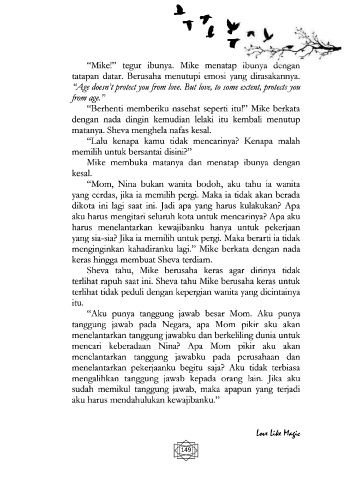 “Mike!” tegur ibunya. Mike menatap ibunya dengan
tatapan datar. Berusaha menutupi emosi yang dirasakannya.
“Age doesn't protect you from love. But love, to some extent, protects you
from age.”
“Berhenti memberiku nasehat seperti itu!” Mike berkata
dengan nada dingin kemudian lelaki itu kembali menutup
matanya. Sheva menghela nafas kesal.
“Lalu kenapa kamu tidak mencarinya? Kenapa malah
memilih untuk bersantai disini?”
Mike membuka matanya dan menatap ibunya dengan
kesal.
“Mom, Nina bukan wanita bodoh, aku tahu ia wanita
yang cerdas, jika ia memilih pergi. Maka ia tidak akan berada
dikota ini lagi saat ini. Jadi apa yang harus kulakukan? Apa
aku harus mengitari seluruh kota untuk mencarinya? Apa aku
harus menelantarkan kewajibanku hanya untuk pekerjaan
yang sia-sia? Jika ia memilih untuk pergi. Maka berarti ia tidak
menginginkan kahadiranku lagi.” Mike berkata dengan nada
keras hingga membuat Sheva terdiam.
Sheva tahu, Mike berusaha keras agar dirinya tidak
terlihat rapuh saat ini. Sheva tahu Mike berusaha keras untuk
terlihat tidak peduli dengan kepergian wanita yang dicintainya
itu.
“Aku punya tanggung jawab besar Mom. Aku punya
tanggung jawab pada Negara, apa Mom pikir aku akan
menelantarkan tanggung jawabku dan berkeliling dunia untuk
mencari keberadaan Nina? Apa Mom pikir aku akan
menelantarkan tanggung jawabku pada perusahaan dan
menelantarkan pekerjaanku begitu saja? Aku tidak terbiasa
mengalihkan tanggung jawab kepada orang lain. Jika aku
sudah memikul tanggung jawab, maka apapun yang terjadi
aku harus mendahulukan kewajibanku.”
Love Like Magic
149